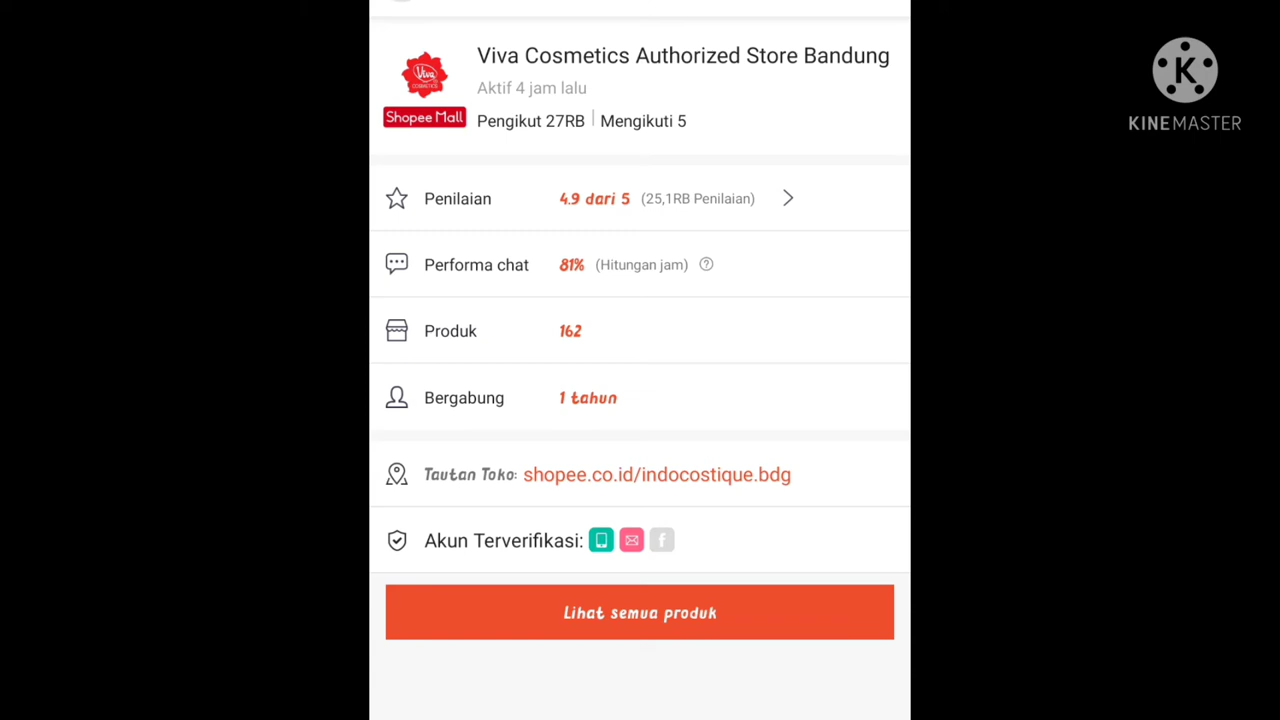 Viva Cosmetics Authorized Store Bandung
Viva
COSMETICS
Aktif 4 jam lalu
Shopee Mall
Pengikut 27RB Mengikuti 5
K
KINEMASTER
Penilaian 4.9 dari 5 (25,1RB Penilaian)
Performa chat 81% (Hitungan jam) ?
Produk 162
Bergabung 1 tahun
Tautan Toko: shopee.co.id/indocostique.bdg
Akun Terverifikasi: f
Lihat semua produk